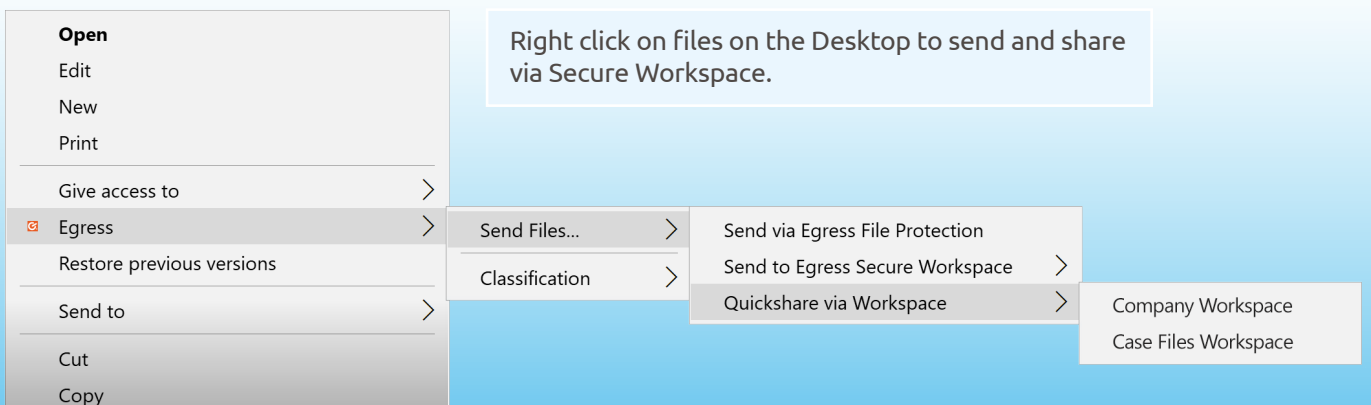 Open
Edit
New
Print
Give access to
Egress
Restore previous versions
Send to
Cut
Copy
Right click on files on the Desktop to send and share
via Secure Workspace.
Send Files...
Classification
Send via Egress File Protection
Send to Egress Secure Workspace
Quickshare via Workspace
Company Workspace
Case Files Workspace